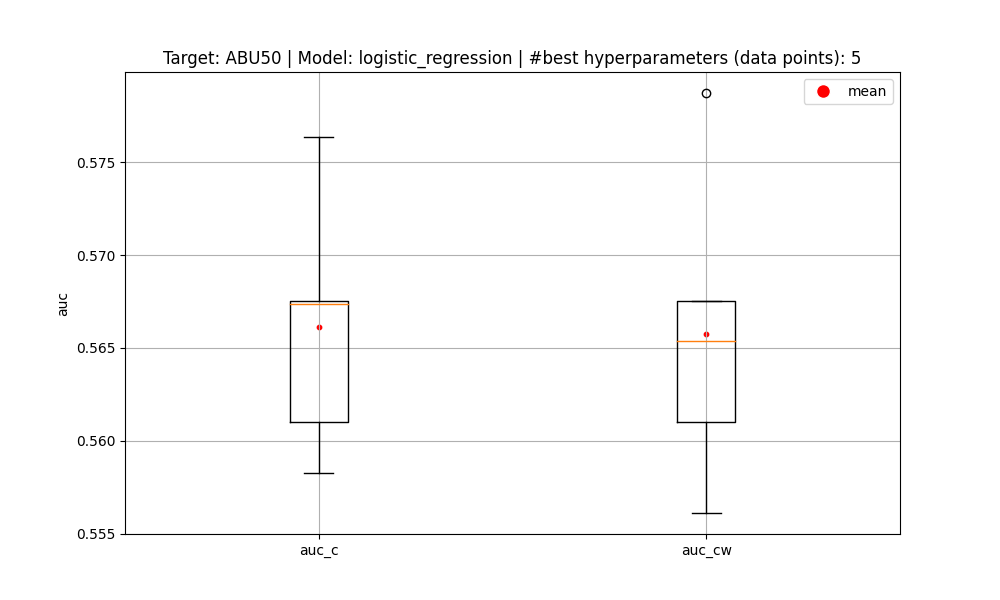 Target: ABU50 | Model: logistic_regression | #best hyperparameters (data points): 5
mean
0.575
0.570
0.565
0.560
0.555
auc
auc_c
auc_cw